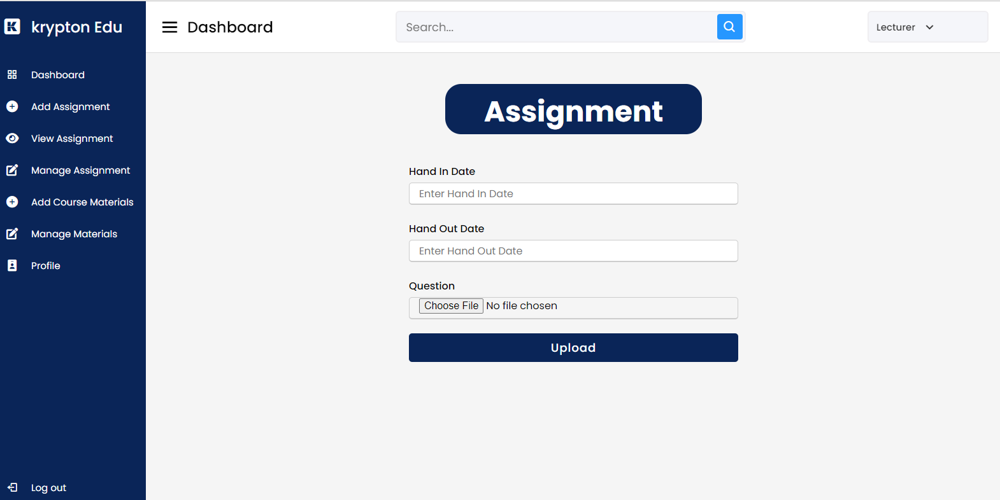 krypton Edu
Dashboard
Add Assignment
View Assignment
Manage Assignment
Add Course Materials
Manage Materials
Profile
Log out
Dashboard
Search...
Lecturer
Assignment
Hand In Date
Enter Hand In Date
Hand Out Date
Enter Hand Out Date
Question
Choose File No file chosen
Upload